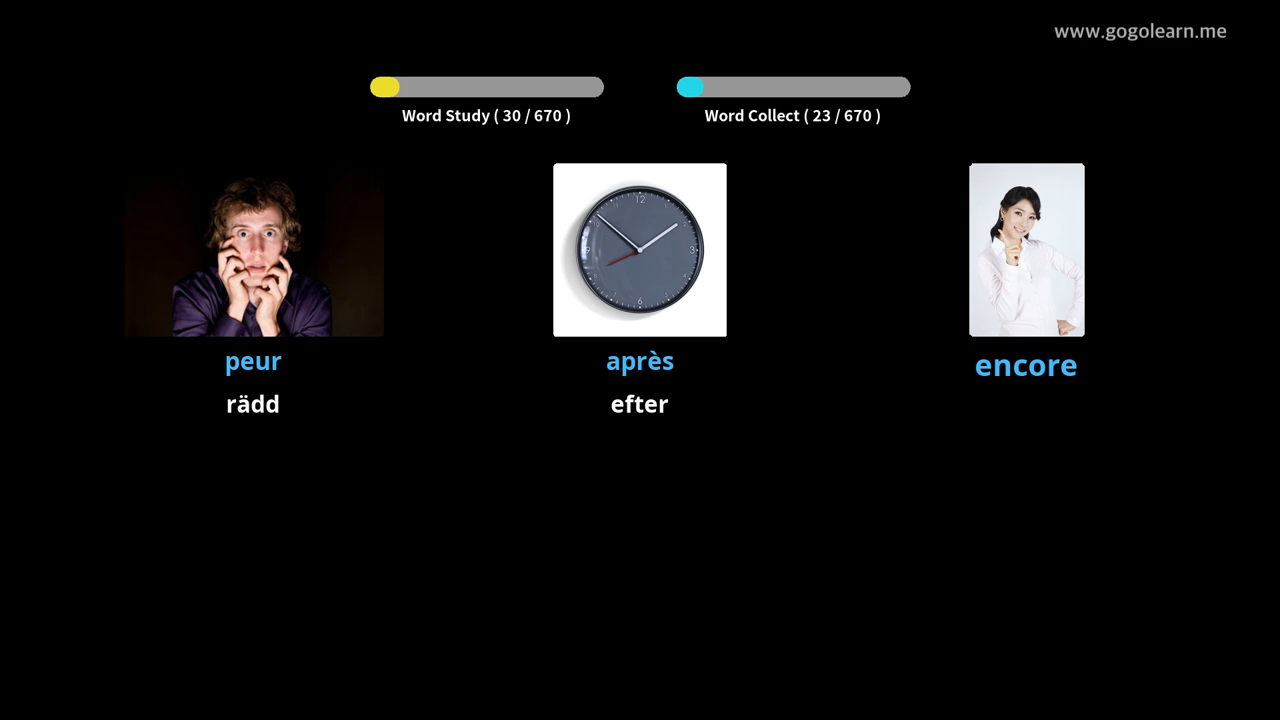 www.gogolearn.me
Word Study ( 30 / 670 )
Word Collect ( 23 / 670 )
peur
après
encore
rädd
efter